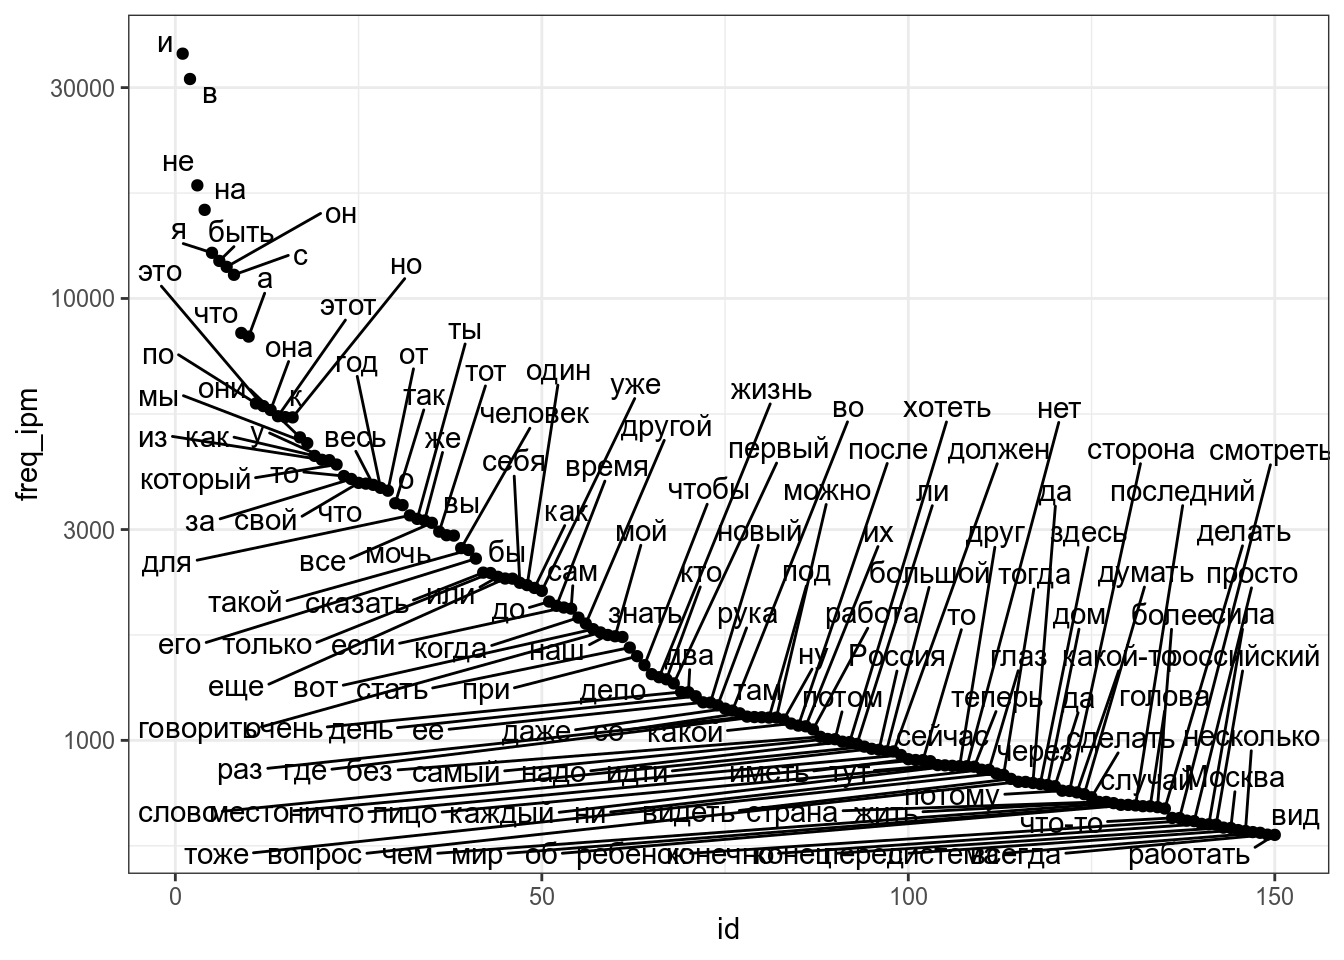 и
30000
в
не
на
он
я
быть
с
это
но
а
10000
этот
что
ты
она
по
год
от
тот
один
уже
они
к
так
мы
жизнь
во
хотеть
нет
человек
другой
из
как
у
весь
же
первый
после
должен
сторона
смотреть
себя
время
который
то
о
чтобы
можно
ли
да
последний
за
свой
что
вы
как
3000
мой
новый
их
друг
здесь
делать
для
все
мочь
бы
сам
кто
под
большой
тогда
думать
просто
такой
сказать
или
до
знать
рука
работа
то
дом
более
сила
его
только
если
когда
наш
два
ну
Россия
глаз
какой-то
российский
еще
вот
стать
при
дело
там
потом
теперь
да
голова
говорить
очень
день
ее
даже
со
какой
1000
сейчас
через
сделать
несколько
раз
где
без
самый
надо
идти
иметь
тут
случай
Москва
слово
место
ничто
лицо
каждый
ни
видеть
страна
жить
потому
что-то
вид
тоже
вопрос
чем
мир
об
ребенок
конечно
конец
перед
система
всегда
работать
0
50
100
150
id
freq_ipm